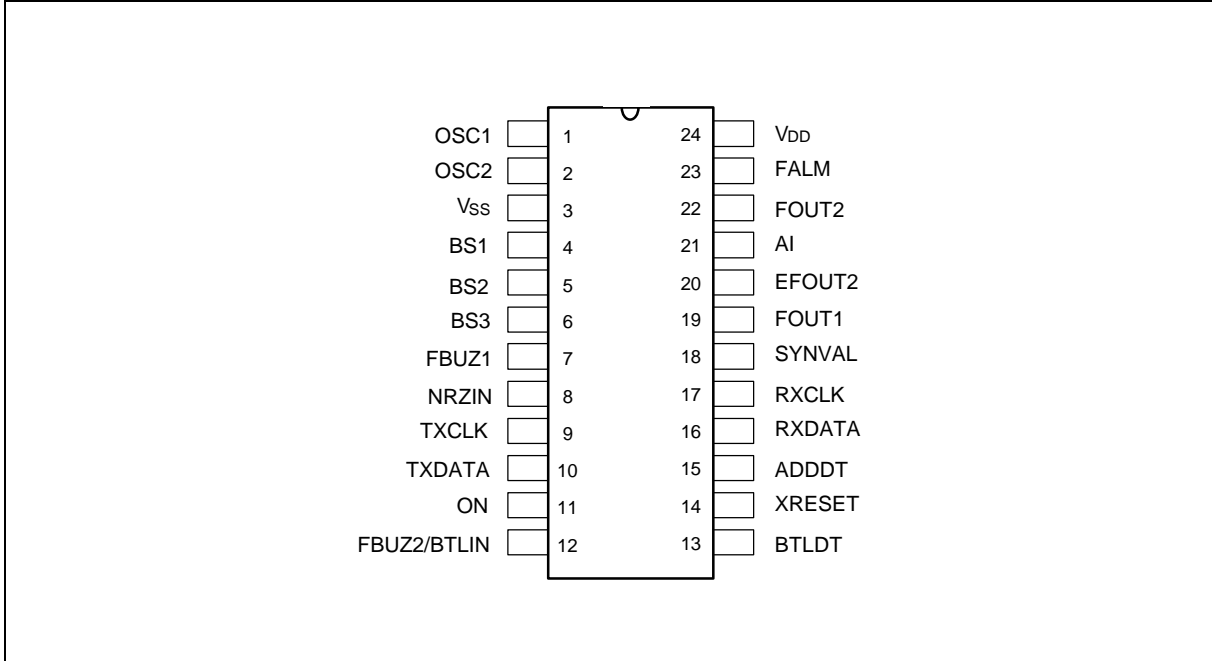 OSC1 1 24 VDD
OSC2 2 23 FALM
VSS 3 22 FOUT2
BS1 4 21 AI
BS2 5 20 EFOUT2
BS3 6 19 FOUT1
FBUZ1 7 18 SYNVAL
NRZIN 8 17 RXCLK
TXCLK 9 16 RXDATA
TXDATA 10 15 ADDDT
ON 11 14 XRESET
FBUZ2/BTLIN 12 13 BTLDT